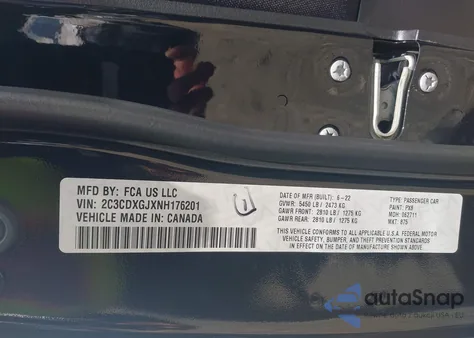 MFD BY: FCA US LLC
VIN: 2C3CDXGJXNH176201
VEHICLE MADE IN: CANADA
DATE OF MFR (BUILT): 6-22
GVWR: 5450 LB / 2473 KG
GAWR FRONT: 2810 LB / 1275 KG
GAWR REAR: 2810 LB / 1275 KG
TYPE: PASSENGER CAR
PAINT: PX8
MDH: 062711
THIS VEHICLE CONFORMS TO ALL APPLICABLE U.S.A. FEDERAL MOTOR VEHICLE
SAFETY, BUMPER, AND THEFT PREVENTION STANDARDS
IN EFFECT ON THE DATE OF MANUFACTURE SHOWN ABOVE.
autoSnap